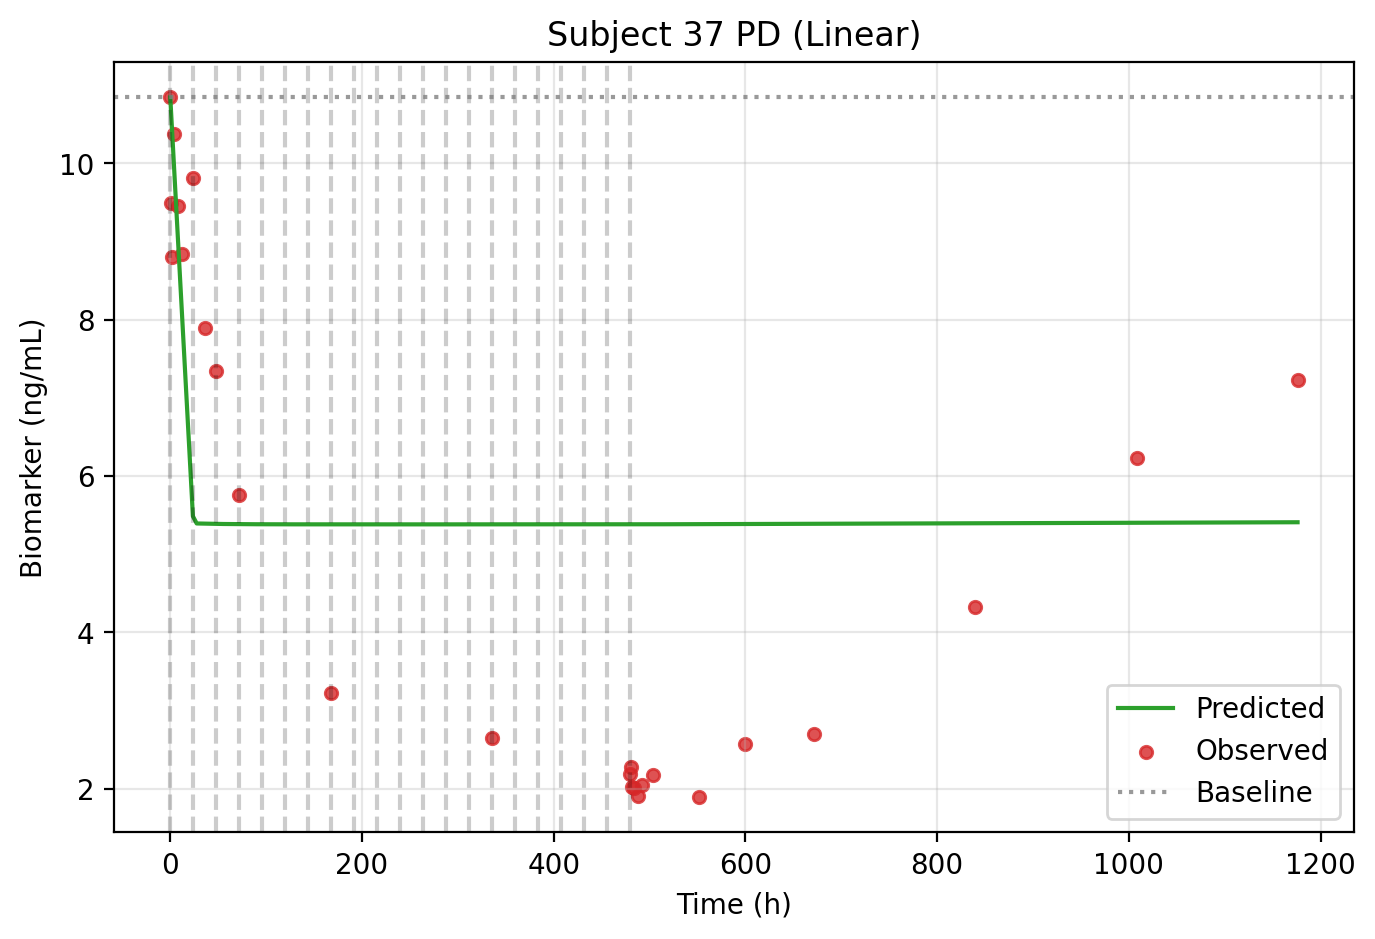 Subject 37 PD (Linear)
Biomarker (ng/mL)
10
8
6
4
2
0
200
400
600
800
1000
1200
Time (h)
Predicted
Observed
Baseline